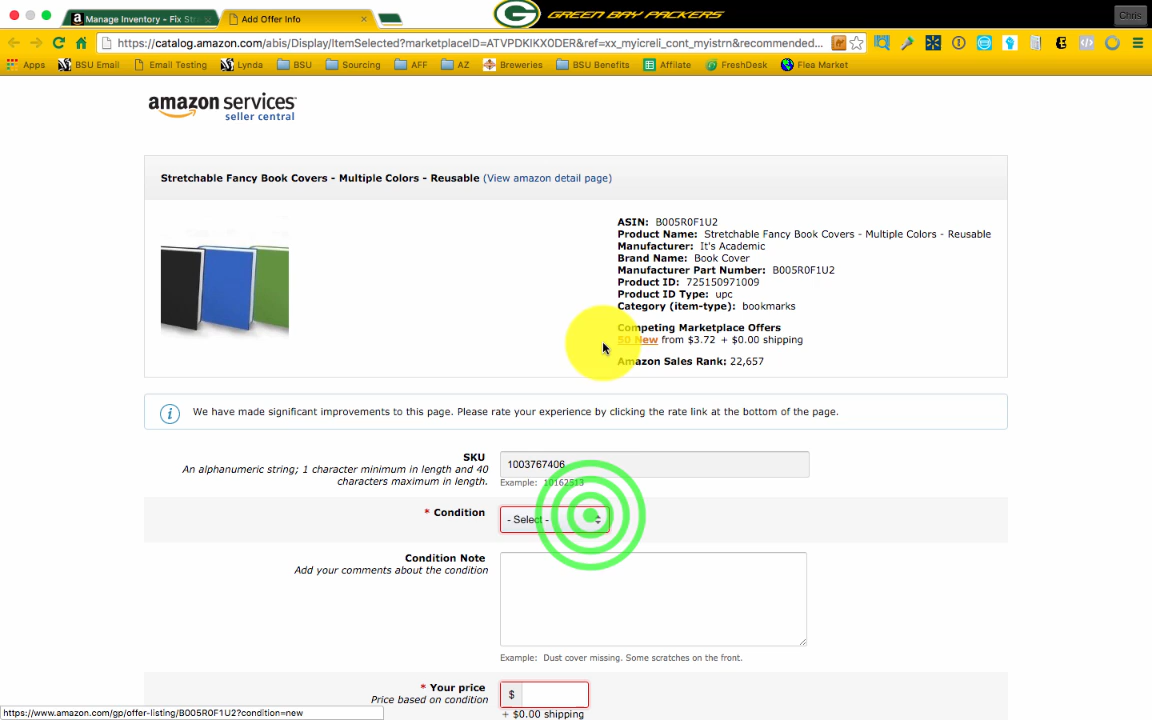 GREEN BAY PACKERS
Chris
Manage Inventory - Fix Str
Add Offer Info
https://catalog.amazon.com/abis/Display/ItemSelected?marketplaceID=ATVPDKIKX0DER&ref=xx_myicreli_cont_myistrn&recommended...
Apps BSU Email Email Testing Lynda BSU Sourcing AFF AZ Breweries BSU Benefits Affilate FreshDesk Flea Market
amazon services
seller central
Stretchable Fancy Book Covers - Multiple Colors - Reusable (View amazon detail page)
ASIN: B005R0F1U2
Product Name: Stretchable Fancy Book Covers - Multiple Colors - Reusable
Manufacturer: It's Academic
Brand Name: Book Cover
Manufacturer Part Number: B005R0F1U2
Product ID: 725150971009
Product ID Type: upc
Category (item-type): bookmarks
Competing Marketplace Offers
50 New from $3.72 + $0.00 shipping
Amazon Sales Rank: 22,657
We have made significant improvements to this page. Please rate your experience by clicking the rate link at the bottom of the page.
SKU
An alphanumeric string; 1 character minimum in length and 40
characters maximum in length.
1003767406
Example: 10162513
* Condition
- Select -
Condition Note
Add your comments about the condition
Example: Dust cover missing. Some scratches on the front.
* Your price
Price based on condition
$
+ $0.00 shipping
https://www.amazon.com/gp/offer-listing/B005R0F1U2?condition=new